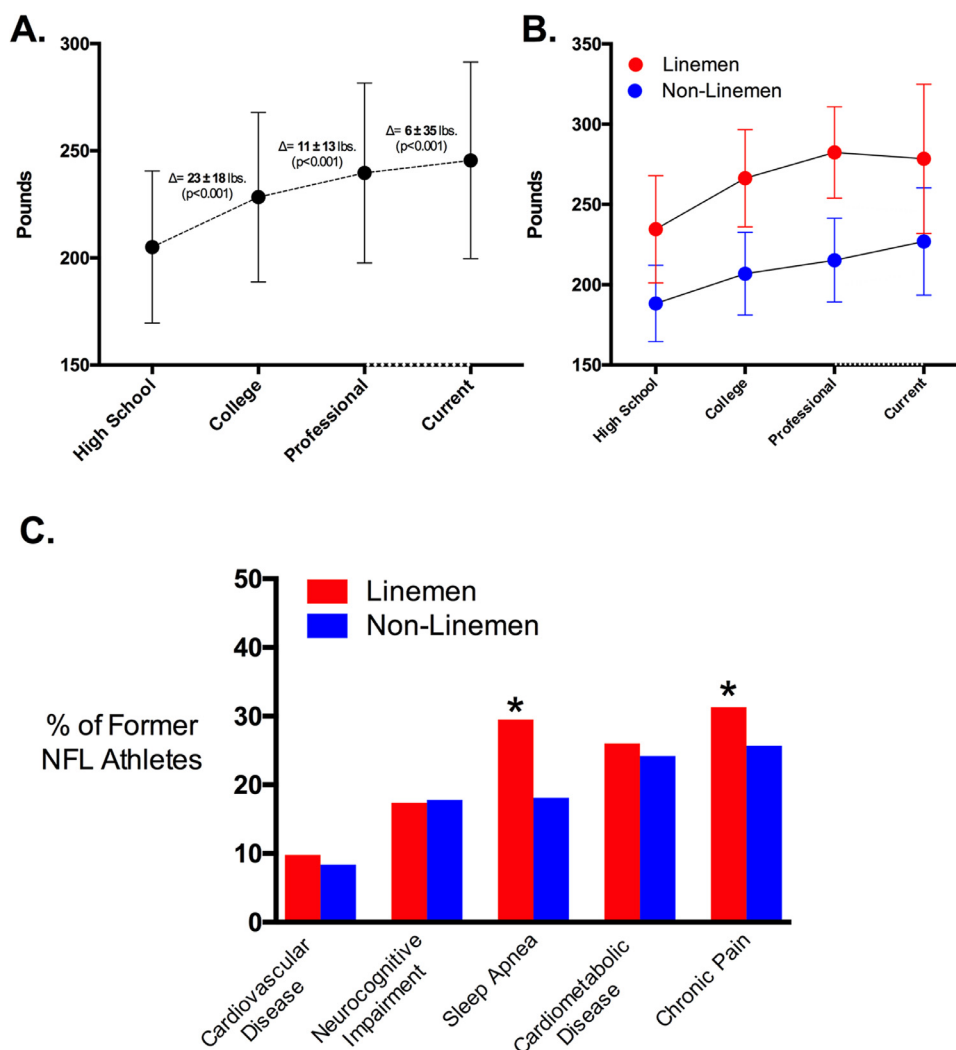 A.
300
250
200
150
Pounds
Δ= 23 ± 18 lbs.
(p<0.001)
Δ= 11 ± 13 lbs.
(p<0.001)
Δ= 6 ± 35 lbs.
(p<0.001)
High School
College
Professional
Current
B.
350
300
250
200
150
Pounds
Linemen
Non-Linemen
High School
College
Professional
Current
C.
50
40
30
20
10
0
% of Former
NFL Athletes
Linemen
Non-Linemen
*
*
Cardiovascular
Disease
Neurocognitive
Impairment
Sleep Apnea
Cardiometabolic
Disease
Chronic Pain